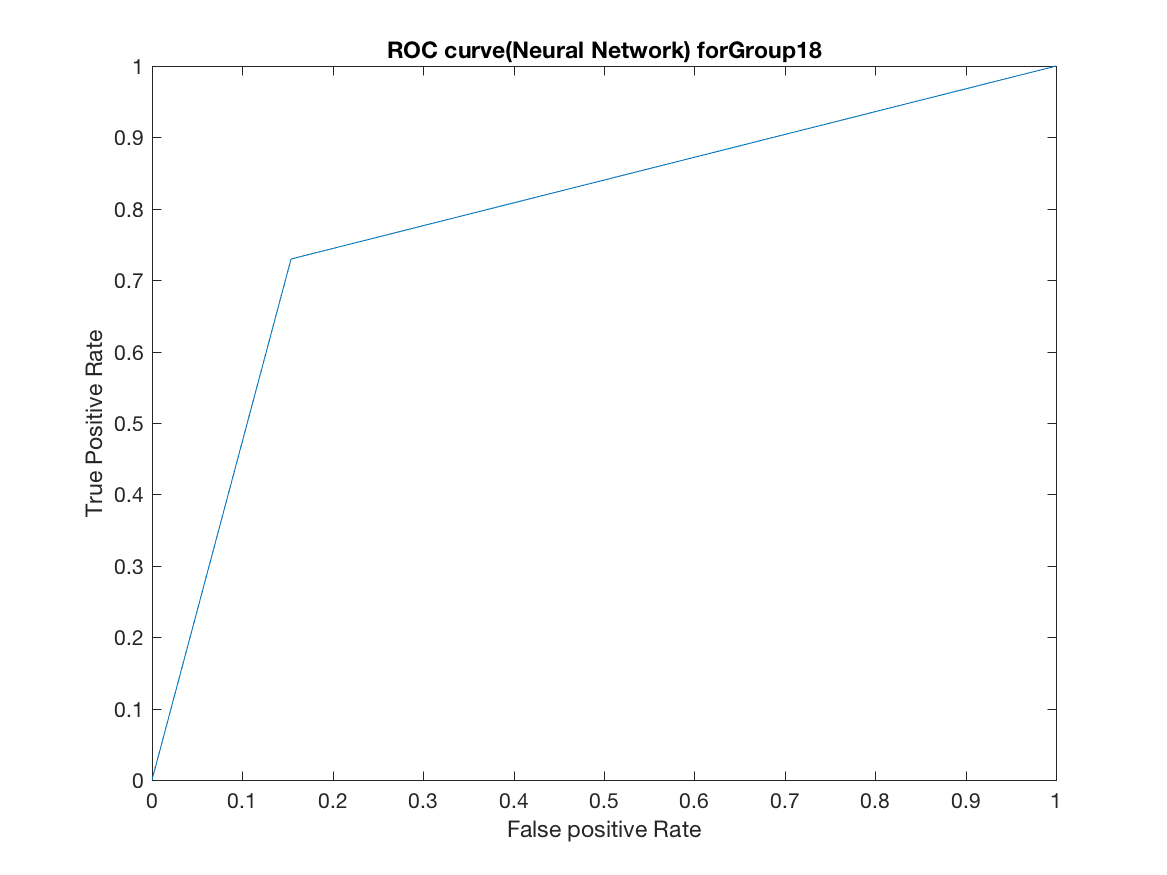 ROC curve(Neural Network) forGroup18
1
0.9
0.8
0.7
0.6
0.5
0.4
0.3
0.2
0.1
0
True Positive Rate
0 0.1 0.2 0.3 0.4 0.5 0.6 0.7 0.8 0.9 1
False positive Rate